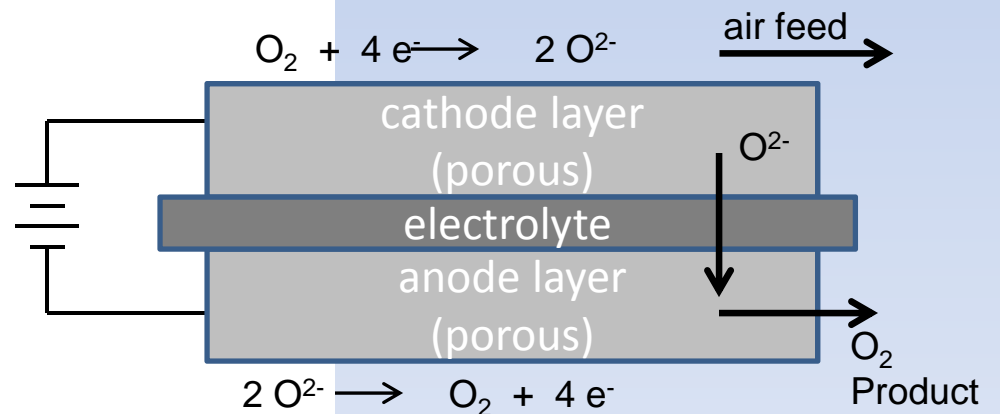 air feed
O₂ + 4 e⁻ ⟶ 2 O²⁻
cathode layer
(porous)
O²⁻
electrolyte
anode layer
(porous)
O₂
Product
2 O²⁻ ⟶ O₂ + 4 e⁻